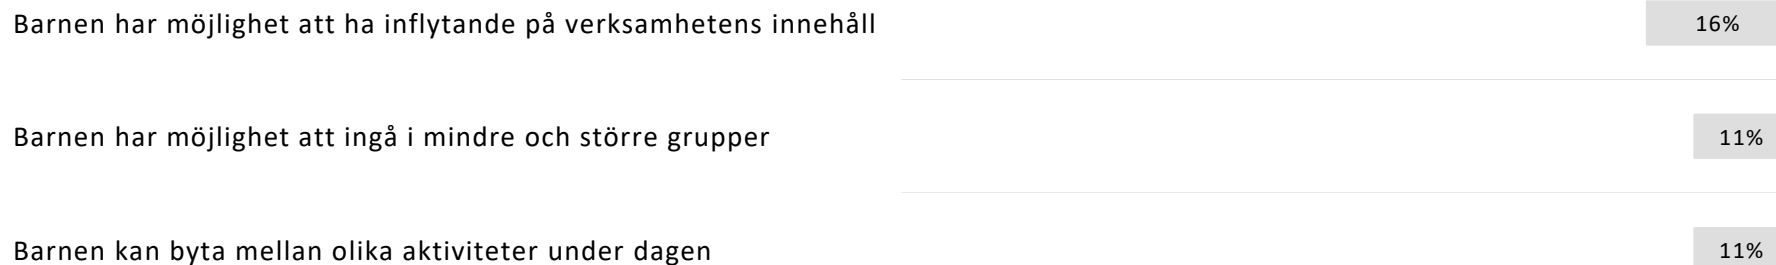 Barnen har möjlighet att ha inflytande på verksamhetens innehåll 16%
Barnen har möjlighet att ingå i mindre och större grupper 11%
Barnen kan byta mellan olika aktiviteter under dagen 11%